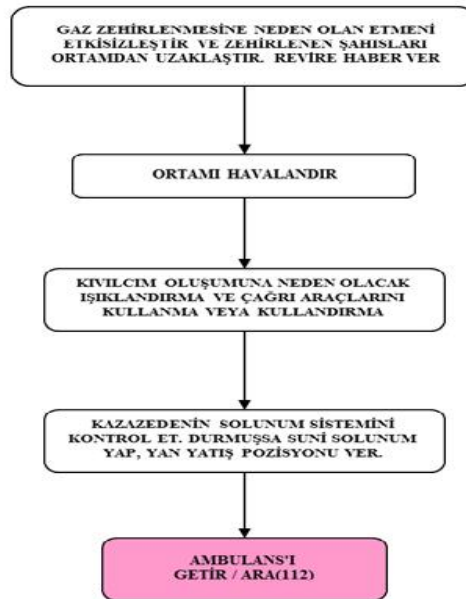 GAZ ZEHİRLENMESİNE NEDEN OLAN ETMENİ
ETKİSİZLEŞTİR VE ZEHİRLENEN ŞAHISLARI
ORTAMDAN UZAKLAŞTIR. REVİRE HABER VER
ORTAMI HAVALANDIR
KIVILCIM OLUŞUMUNA NEDEN OLACAK
IŞIKLANDIRMA VE ÇAĞRI ARAÇLARINI
KULLANMA VEYA KULLANDIRMA
KAZAZEDENİN SOLUNUM SİSTEMİNİ
KONTROL ET. DURMUŞSA SUNİ SOLUNUM
YAP, YAN YATIŞ POZİSYONU VER.
AMBULANS'I
GETİR / ARA(112)